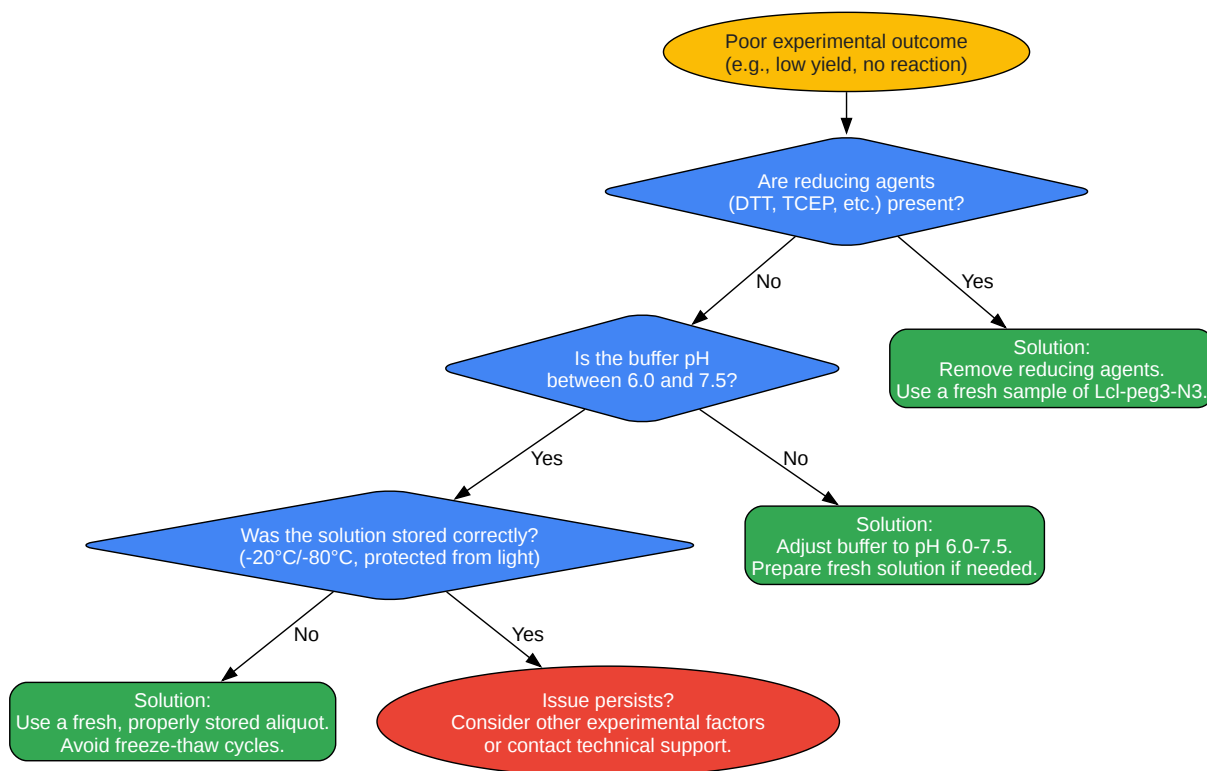 Poor experimental outcome
(e.g., low yield, no reaction)
Are reducing agents
(DTT, TCEP, etc.) present?
No
Yes
Is the buffer pH
between 6.0 and 7.5?
Solution:
Remove reducing agents.
Use a fresh sample of Lcl-peg3-N3.
Yes
No
Was the solution stored correctly?
(-20°C/-80°C, protected from light)
Solution:
Adjust buffer to pH 6.0-7.5.
Prepare fresh solution if needed.
No
Yes
Solution:
Use a fresh, properly stored aliquot.
Avoid freeze-thaw cycles.
Issue persists?
Consider other experimental factors
or contact technical support.